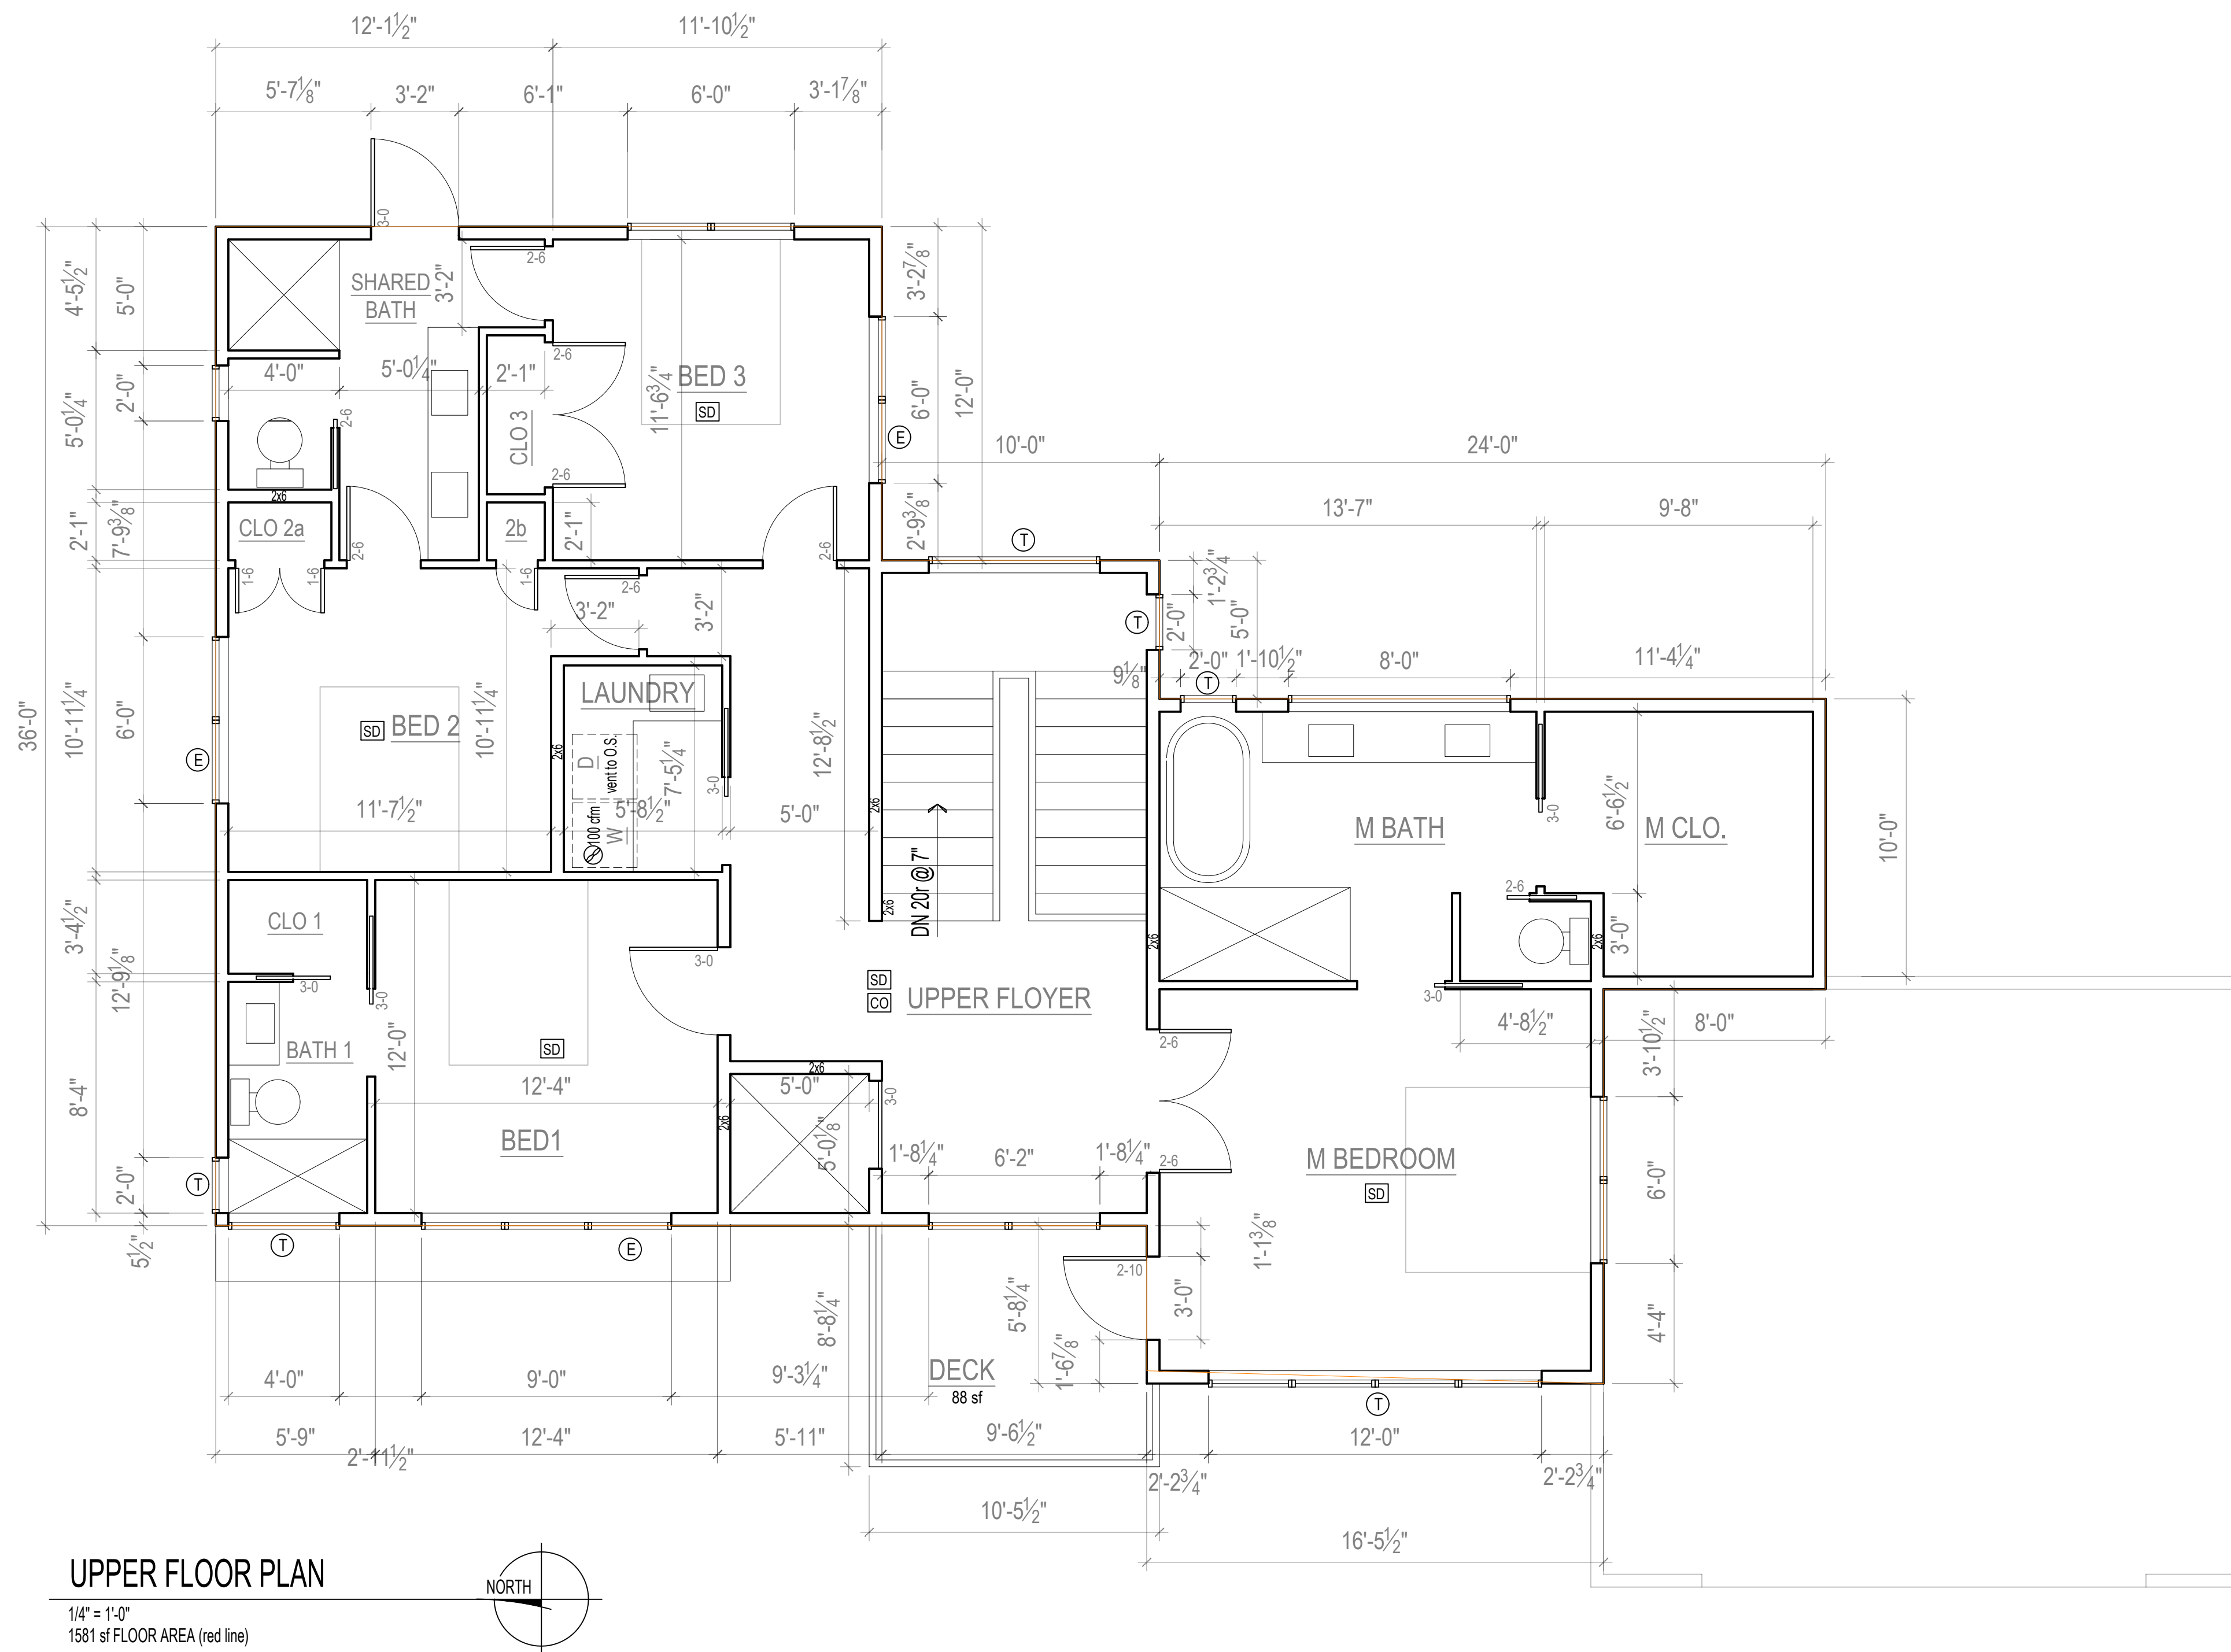 12'-1½" 11'-10½"
5'-7⅛" 3'-2" 6'-1" 6'-0" 3'-1⅞"
3-0
2-6
4'-5½" 5'-0" SHARED 3'-2" 3'-2⅞"
BATH
2-6
4'-0" 5'-0¼" 2'-1" 11'-6¾" BED 3
SD
2'-0" 5'-0¼" 2-6 CLO 3 6'-0" 12'-0"
E
10'-0" 24'-0"
2-6
2x6
13'-7" 9'-8"
2'-1" 7'-9⅜" CLO 2a 2b 2'-1" 2'-9⅜"
T
2-6 2-6
1-6 1-6 1-6 2-6
3'-2" 3'-2" 1'-2¾"
T 2'-0" 5'-0"
2'-0" 1'-10½" 8'-0" 11'-4¼"
9⅛"
T
LAUNDRY
36'-0" 10'-11¼" 6'-0" SD BED 2 10'-11¼" 12'-8½"
E
2x6 D vent to O.S. 7'-5¼" 3-0
11'-7½" 5'-8½" 5'-0" 2x6
100 cfm W
M BATH 3-0 6'-6½" M CLO. 10'-0"
DN 20r @ 7"
2x6
2-6
3'-4½" 12'-9⅛" CLO 1
3-0
2x6 2x6 3'-0"
3-0 3-0 3-0
SD
CO UPPER FLOYER
4'-8½" 3'-10½" 8'-0"
2-6
BATH 1 12'-0" SD
2x6
8'-4" 12'-4" 5'-0" 3-0
2x6
BED1 5'-0⅛" 1'-8¼" 6'-2" 1'-8¼" 2-6 M BEDROOM
SD
6'-0"
T 2'-0"
5½" T E
1'-1⅜"
2-10
8'-8¼" 5'-8¼" 3'-0" 4'-4"
1'-6⅞"
4'-0" 9'-0" 9'-3¼" DECK
88 sf
T
5'-9" 12'-4" 5'-11" 9'-6½" 12'-0"
2'-11½" 2'-2¾" 2'-2¾"
10'-5½"
16'-5½"
UPPER FLOOR PLAN
NORTH
1/4" = 1'-0"
1581 sf FLOOR AREA (red line)